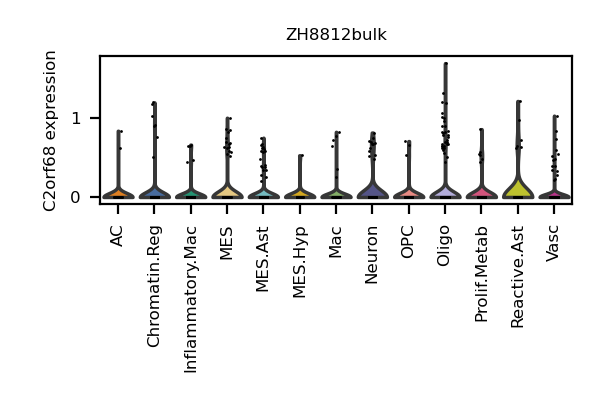 ZH8812bulk
C2orf68 expression
1
0
AC
Chromatin.Reg
Inflammatory.Mac
MES
MES.Ast
MES.Hyp
Mac
Neuron
OPC
Oligo
Prolif.Metab
Reactive.Ast
Vasc